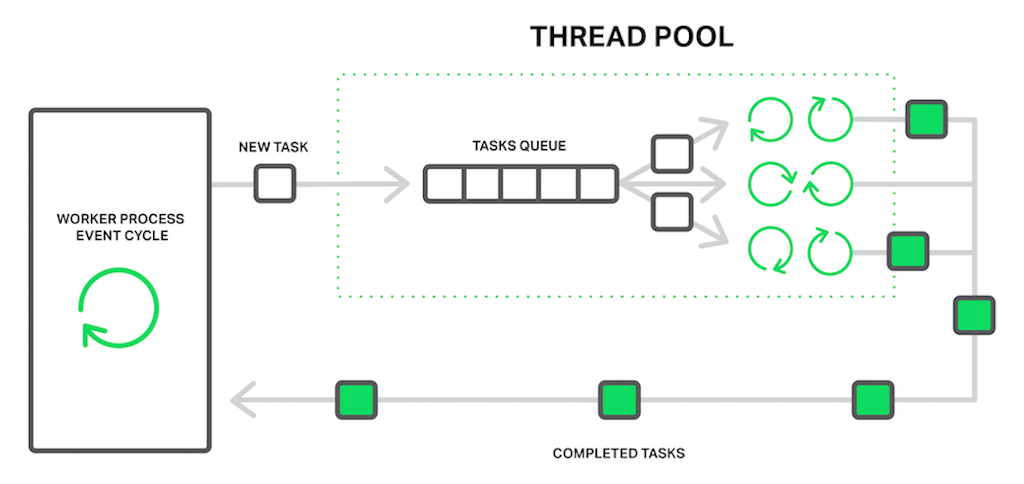 THREAD POOL
NEW TASK
TASKS QUEUE
WORKER PROCESS
EVENT CYCLE
COMPLETED TASKS